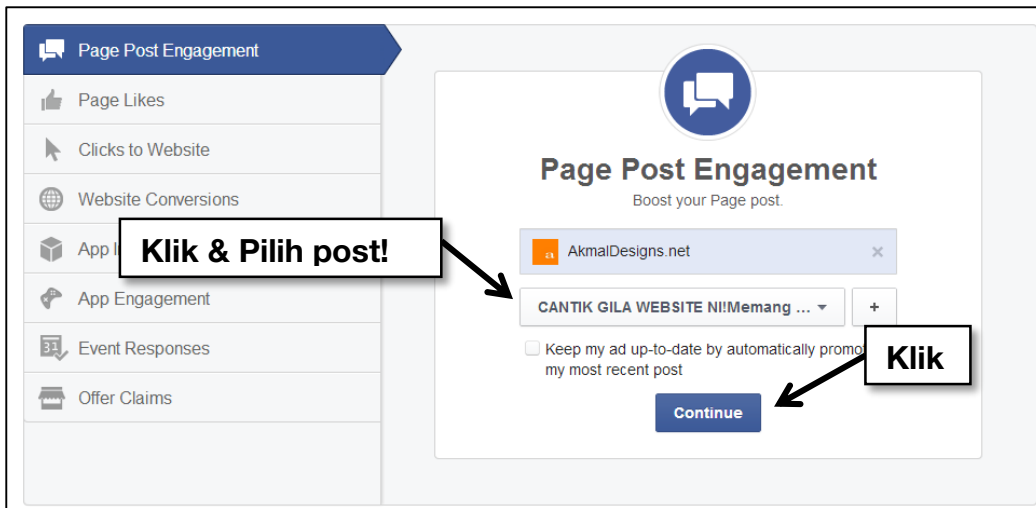 Page Post Engagement
Page Likes
Clicks to Website
Website Conversions
App
App Engagement
31
Event Responses
Offer Claims
Page Post Engagement
Boost your Page post.
a
AkmalDesigns.net
×
CANTIK GILA WEBSITE NI!Memang ...
+
Keep my ad up-to-date by automatically
my most recent post
Continue
Klik & Pilih post!
Klik